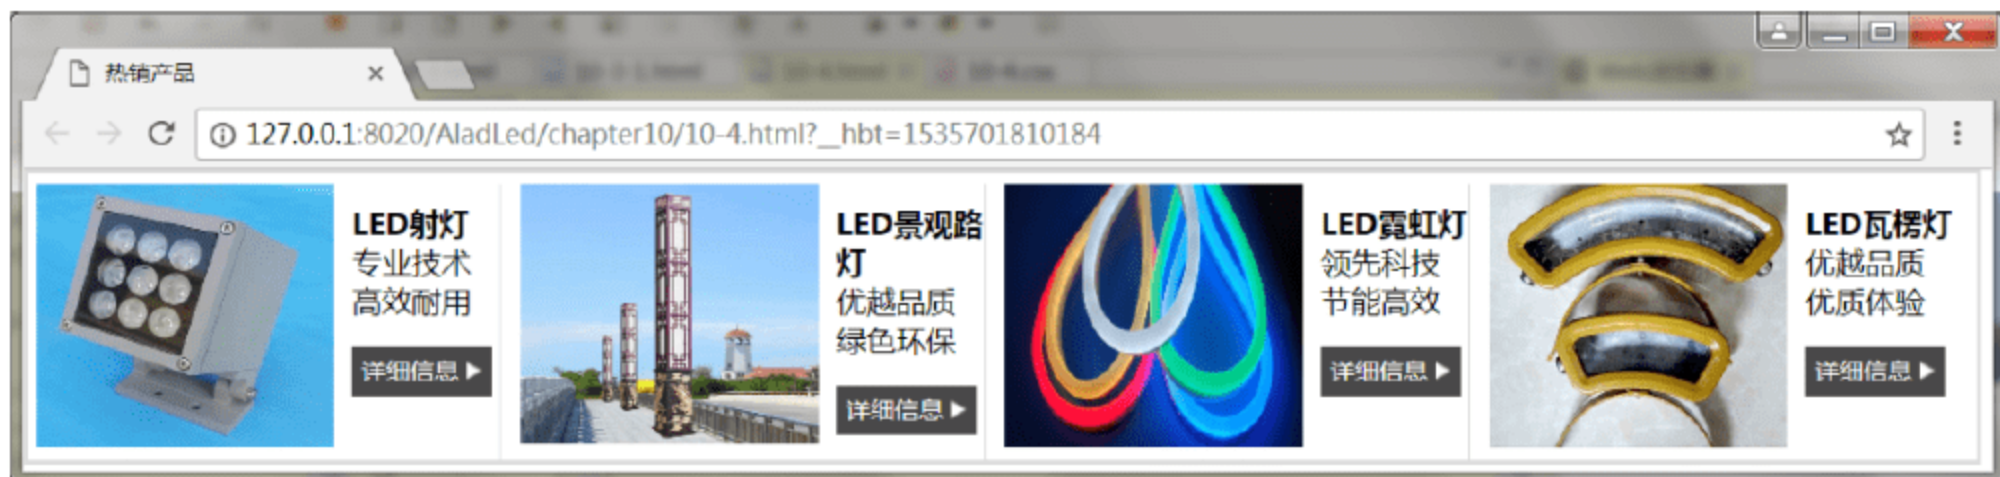 热销产品
127.0.0.1:8020/AladLed/chapter10/10-4.html?__hbt=1535701810184
LED射灯
专业技术
高效耐用
详细信息
LED景观路
灯
优越品质
绿色环保
详细信息
LED霓虹灯
领先科技
节能高效
详细信息
LED瓦楞灯
优越品质
优质体验
详细信息